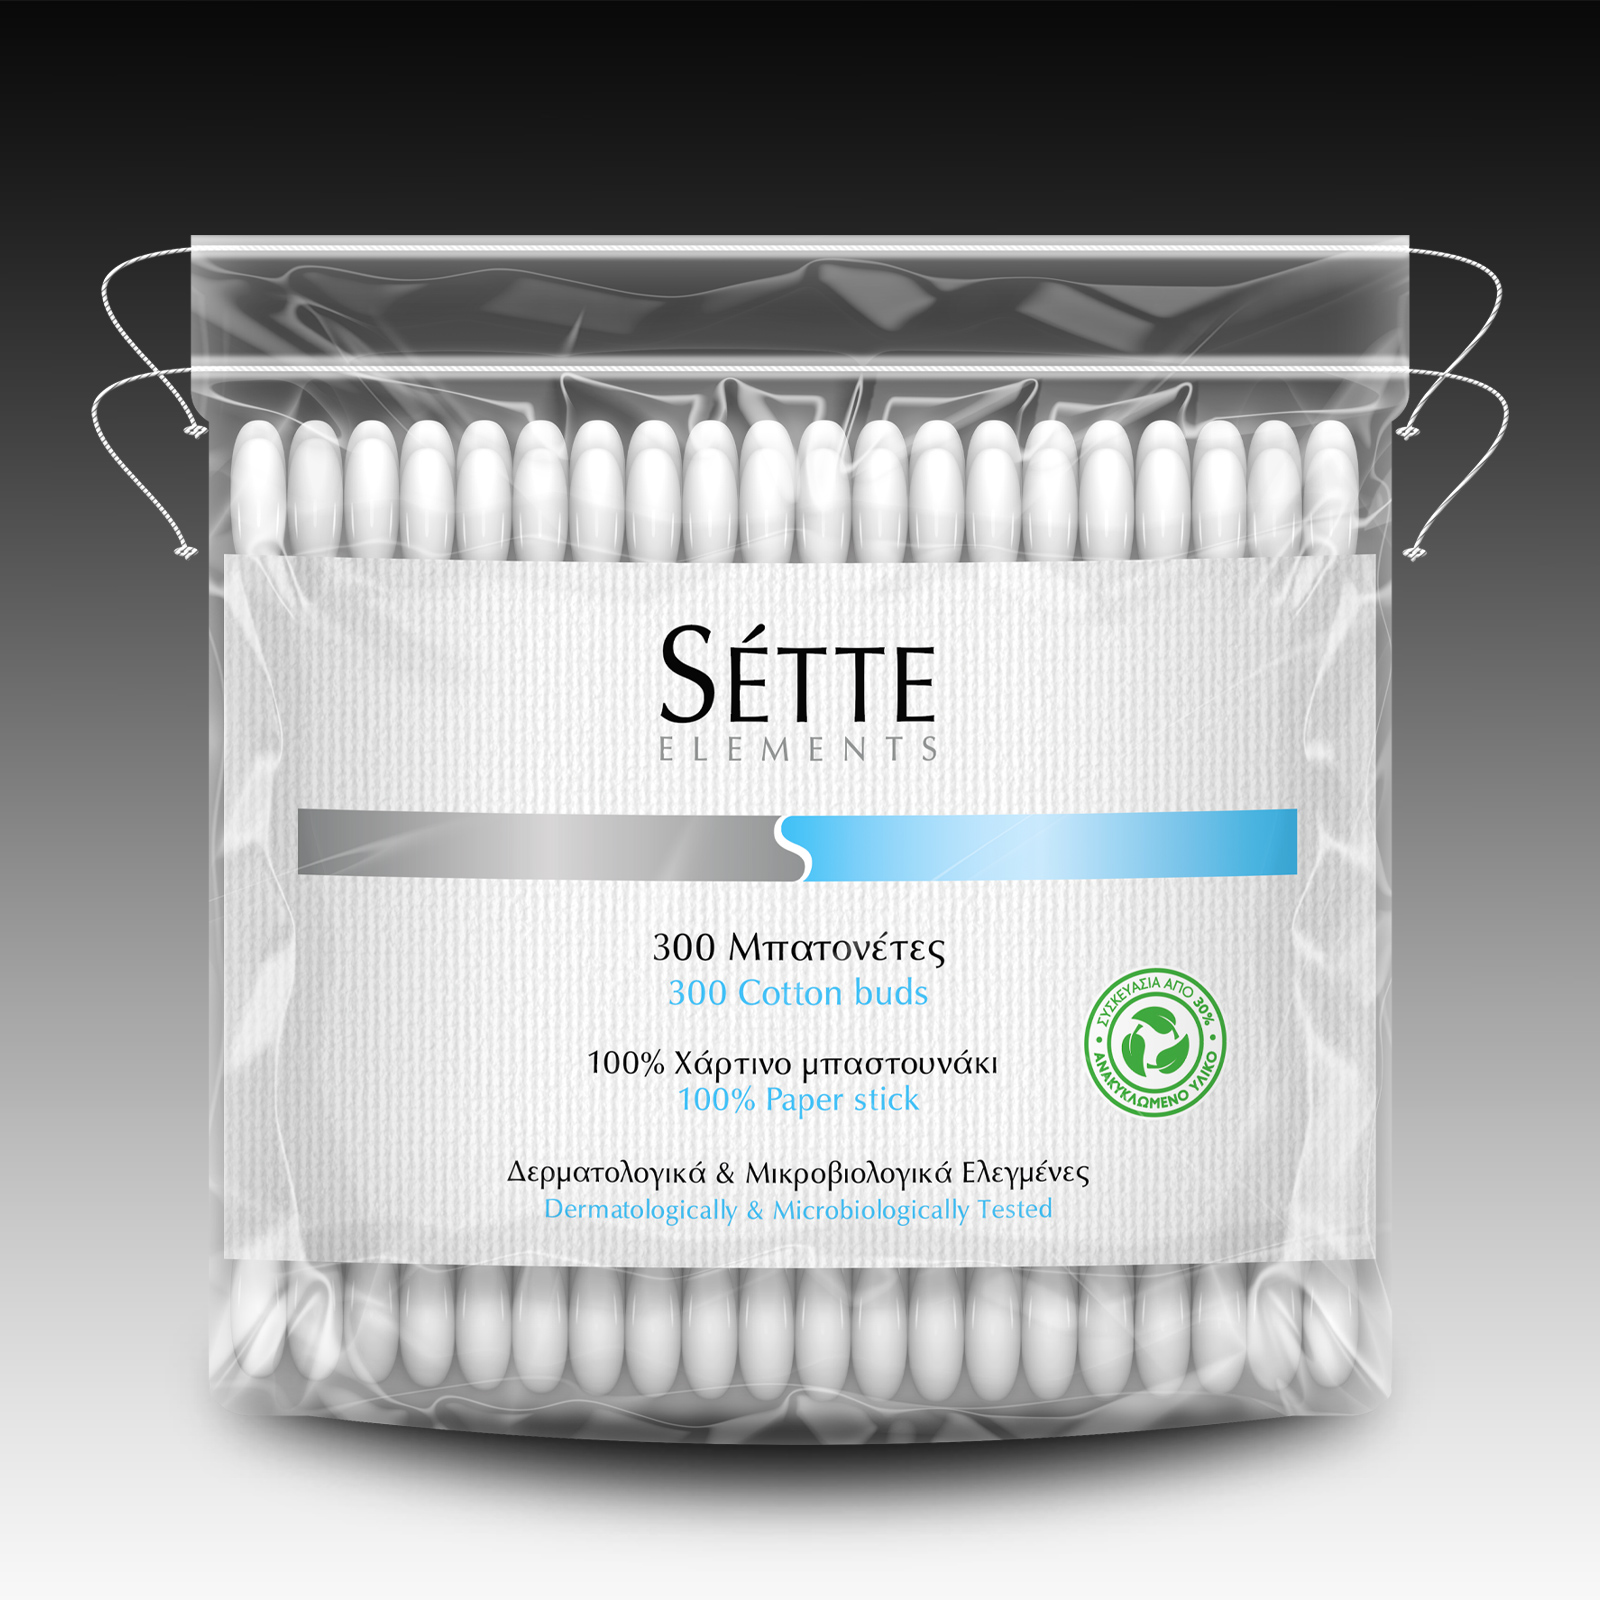 SÉTTE
ELEMENTS
300 Μπατονέτες
300 Cotton buds
100% Χάρτινο μπαστουνάκι
100% Paper stick
Δερματολογικά & Μικροβιολογικά Ελεγμένες
Dermatologically & Microbiologically Tested
ΣΥΣΚΕΥΑΣΙΑ ΑΠΟ 30%
ΑΝΑΚΥΚΛΩΜΕΝΟ ΥΛΙΚΟ